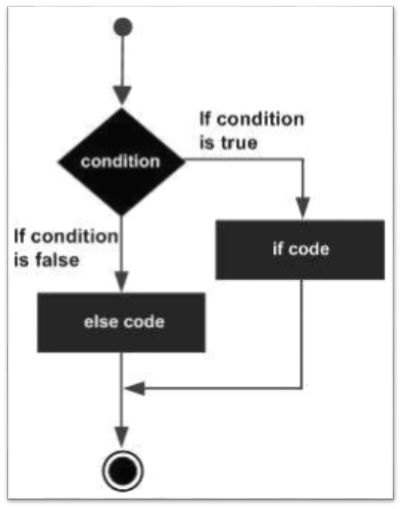 If condition
is true
condition
If condition
is false
if code
else code